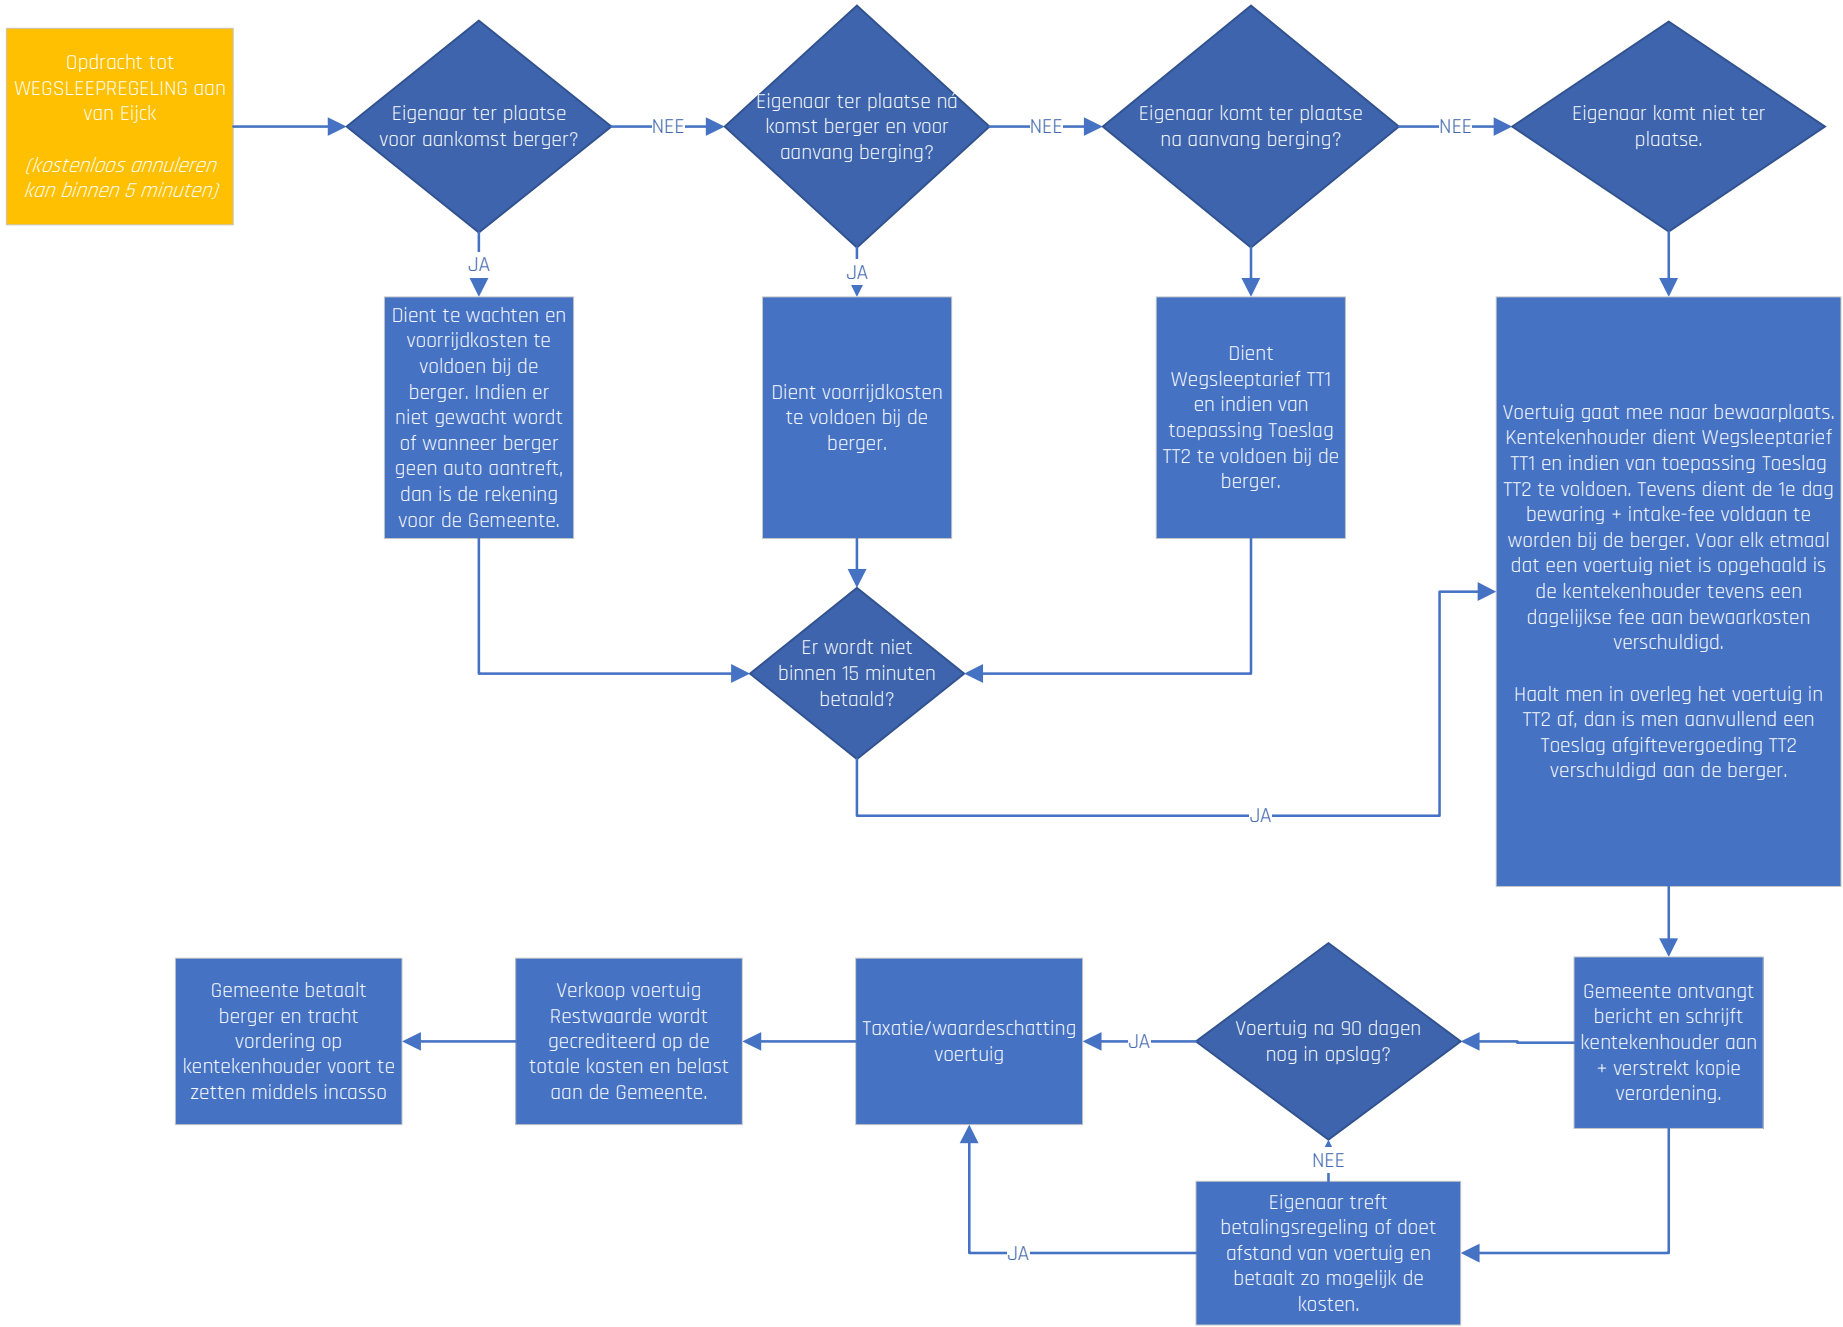 Opdracht tot
WEGSLEEPREGELING aan
van Eijck
(kostenloos annuleren
kan binnen 5 minuten)
Eigenaar ter plaatse
voor aankomst berger?
NEE
Eigenaar ter plaatse ná
komst berger en voor
aanvang berging?
NEE
Eigenaar komt ter plaatse
na aanvang berging?
NEE
Eigenaar komt niet ter
plaatse.
JA
JA
Dient te wachten en
voorrijdkosten te
voldoen bij de
berger. Indien er
niet gewacht wordt
of wanneer berger
geen auto aantreft,
dan is de rekening
voor de Gemeente.
Dient voorrijdkosten
te voldoen bij de
berger.
Dient
Wegsleeptarief TT1
en indien van
toepassing Toeslag
TT2 te voldoen bij de
berger.
Voertuig gaat mee naar bewaarplaats.
Kentekenhouder dient Wegsleeptarief
TT1 en indien van toepassing Toeslag
TT2 te voldoen. Tevens dient de 1e dag
bewaring + intake-fee voldaan te
worden bij de berger. Voor elk etmaal
dat een voertuig niet is opgehaald is
de kentekenhouder tevens een
dagelijkse fee aan bewaarkosten
verschuldigd.
Haalt men in overleg het voertuig in
TT2 af, dan is men aanvullend een
Toeslag afgiftevergoeding TT2
verschuldigd aan de berger.
Er wordt niet
binnen 15 minuten
betaald?
JA
Gemeente betaalt
berger en tracht
vordering op
kentekenhouder voort te
zetten middels incasso
Verkoop voertuig
Restwaarde wordt
gecrediteerd op de
totale kosten en belast
aan de Gemeente.
Taxatie/waardeschatting
voertuig
JA
Voertuig na 90 dagen
nog in opslag?
Gemeente ontvangt
bericht en schrijft
kentekenhouder aan
+ verstrekt kopie
verordening.
NEE
JA
Eigenaar treft
betalingsregeling of doet
afstand van voertuig en
betaalt zo mogelijk de
kosten.